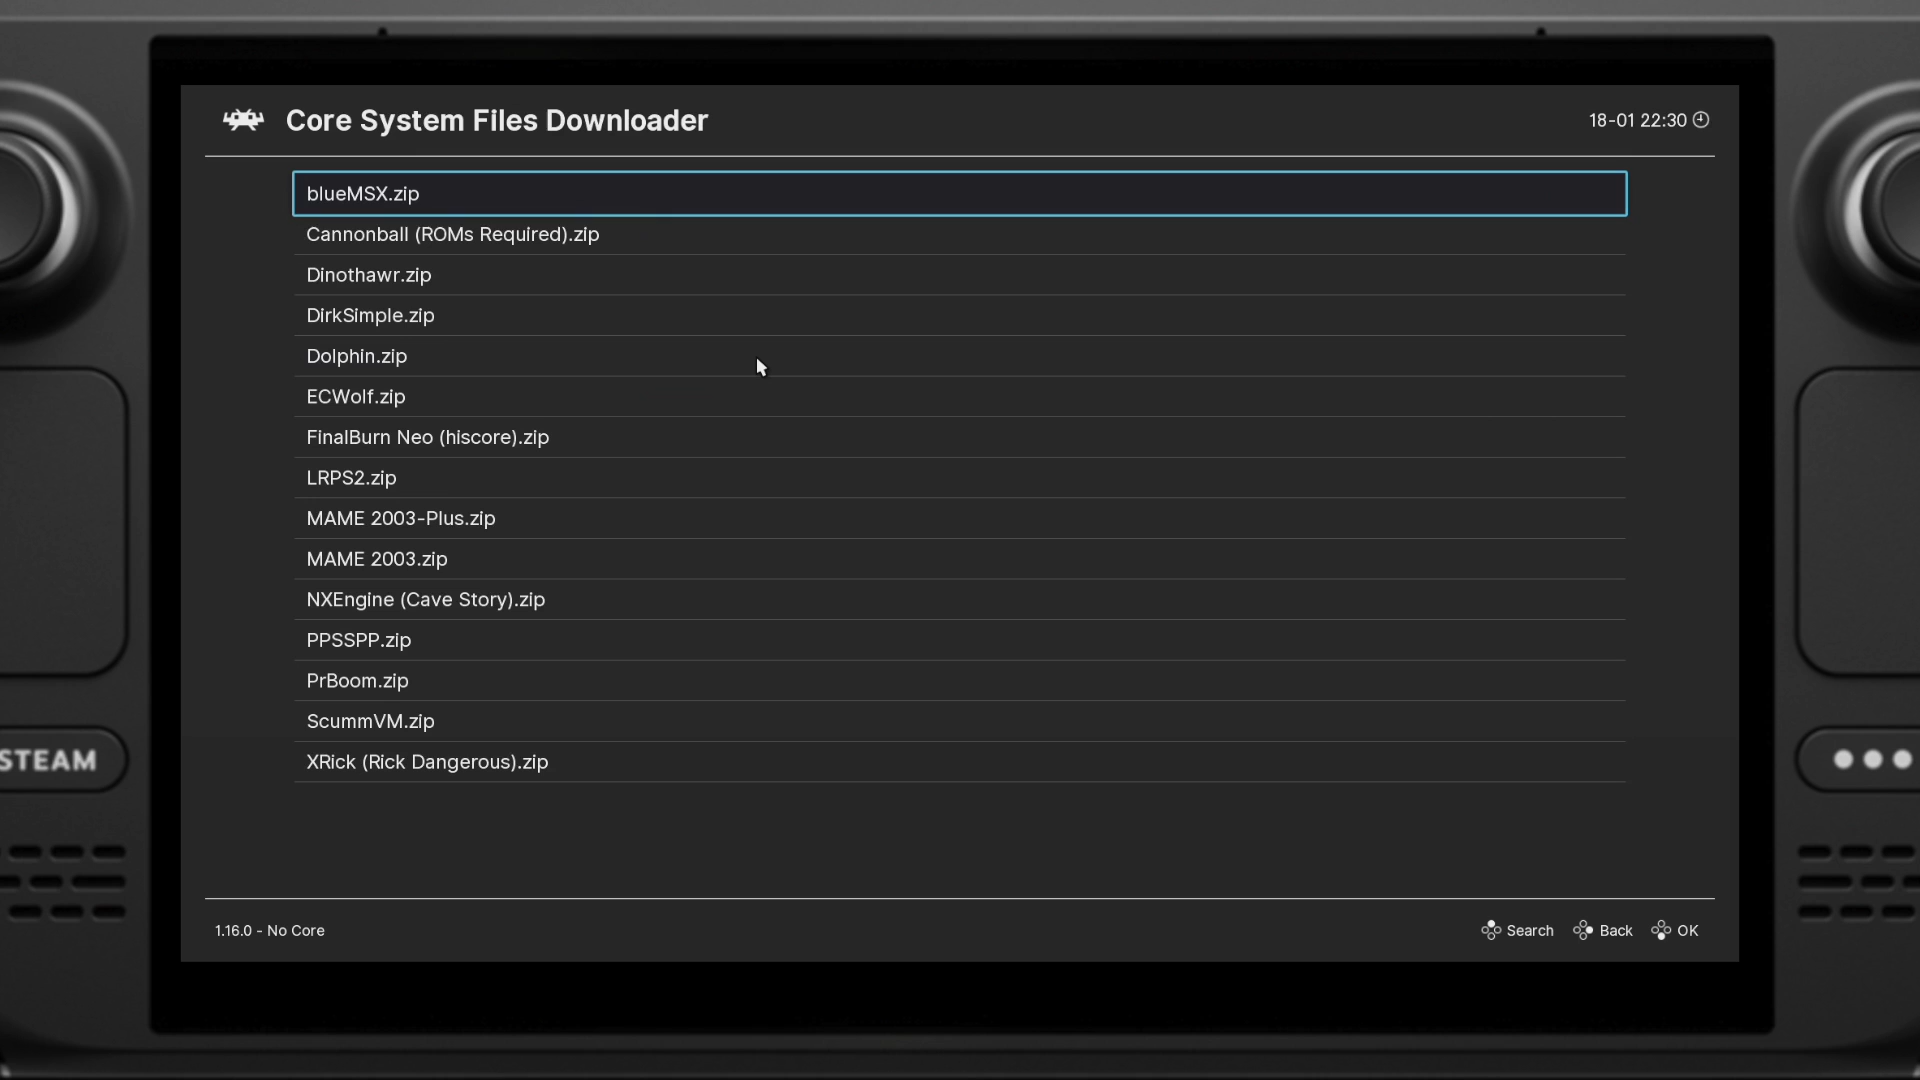 Core System Files Downloader
18-01 22:30
blueMSX.zip
Cannonball (ROMs Required).zip
Dinothawr.zip
DirkSimple.zip
Dolphin.zip
ECWolf.zip
FinalBurn Neo (hiscore).zip
LRPS2.zip
MAME 2003-Plus.zip
MAME 2003.zip
NXEngine (Cave Story).zip
PPSSPP.zip
PrBoom.zip
ScummVM.zip
XRick (Rick Dangerous).zip
STEAM
1.16.0 - No Core
Search Back OK